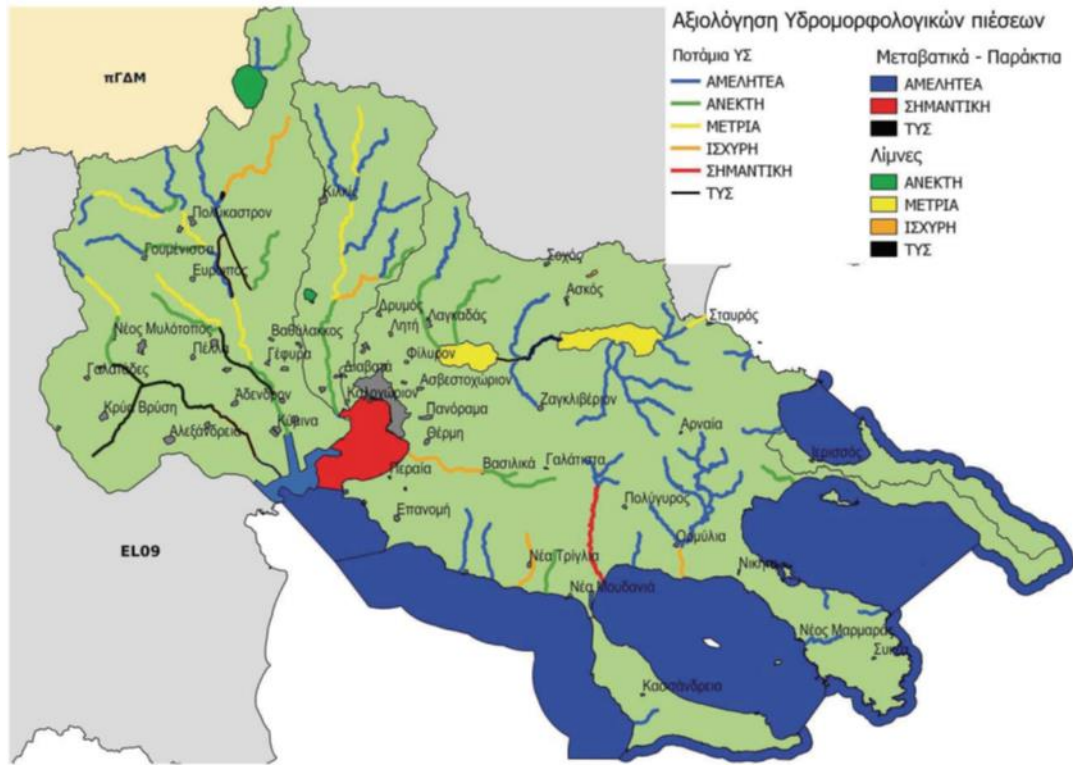 Αξιολόγηση Υδρομορφολογικών πιέσεων
Ποτάμια ΥΣ
ΑΜΕΛΗΤΕΑ
ΑΝΕΚΤΗ
ΜΕΤΡΙΑ
ΙΣΧΥΡΗ
ΣΗΜΑΝΤΙΚΗ
ΤΥΣ
Μεταβατικά - Παράκτια
ΑΜΕΛΗΤΕΑ
ΣΗΜΑΝΤΙΚΗ
ΤΥΣ
Λίμνες
ΑΝΕΚΤΗ
ΜΕΤΡΙΑ
ΙΣΧΥΡΗ
ΤΥΣ
πΓΔΜ
Κιλκίς
Πολύκαστρον
Γουμένισσα
Ευρωπός
Σοχός
Ασκός
Σταυρός
Δρυμός
Λητή
Λαγκαδάς
Νέος Μυλότοπος
Βαθύλακκος
Πέλλα
Γέφυρα
Φίλυρον
Διαβατά
Γαλατάδες
Ασβεστοχώριον
Καλοχώριον
Άδενδρον
Ζαγκλιβέριον
Κρύα Βρύση
Πανόραμα
Κύμινα
Αλεξάνδρεια
Θέρμη
Αρναία
Ιερισσός
Περαία
Βασιλικά
Γαλάτιστα
Πολύγυρος
Επανομή
Ορμύλια
Νέα Τρίγλια
Νικήτη
EL09
Νέα Μουδανιά
Νέος Μαρμαράς
Συκιά
Κασσάνδρεια